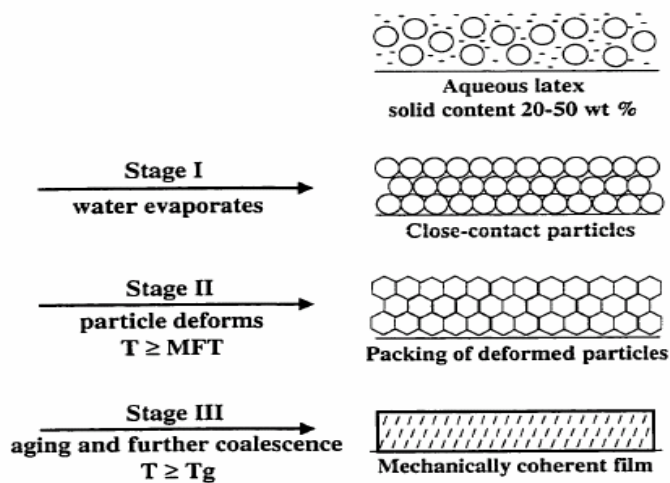 Aqueous latex
solid content 20-50 wt %
Stage I
water evaporates
Close-contact particles
Stage II
particle deforms
T ≥ MFT
Packing of deformed particles
Stage III
aging and further coalescence
T ≥ Tg
Mechanically coherent film